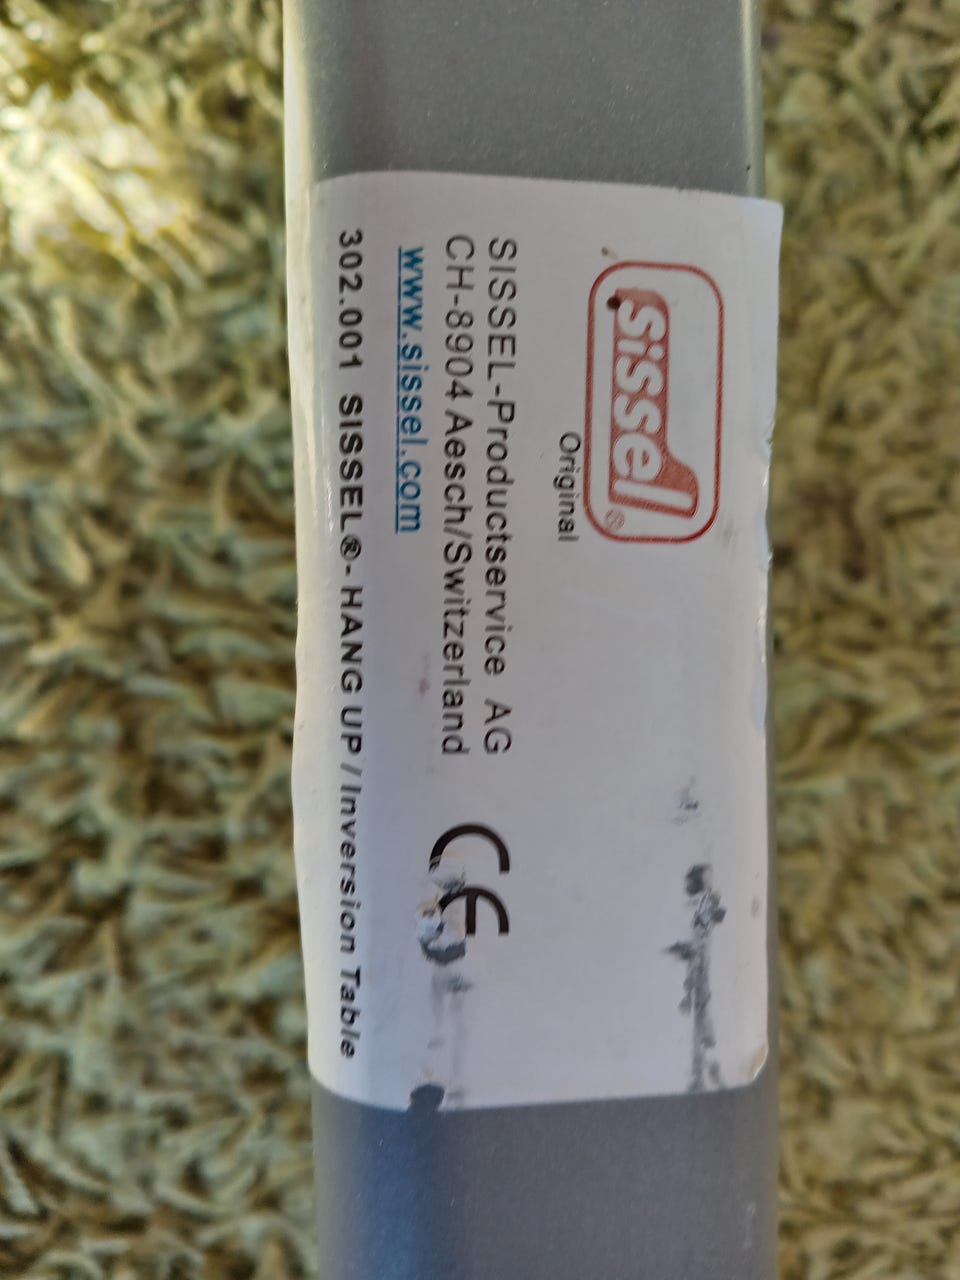 sissel®
Original
SISSEL-Productservice AG
CH-8904 Aesch/Switzerland
www.sissel.com
CE
302.001 SISSEL®- HANG UP / Inversion Table